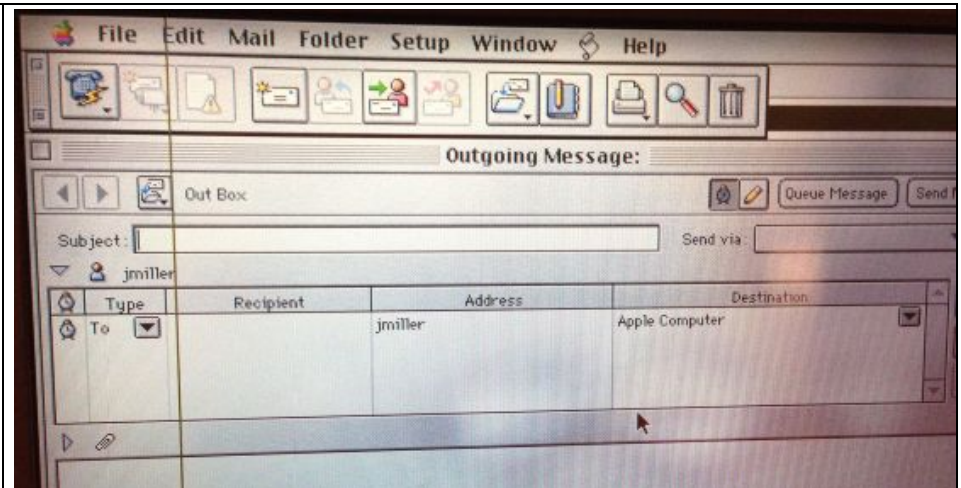 File Edit Mail Folder Setup Window Help
Outgoing Message:
Out Box Queue Message Send
Subject: Send via:
jmiller
Type Recipient Address Destination
To jmiller Apple Computer